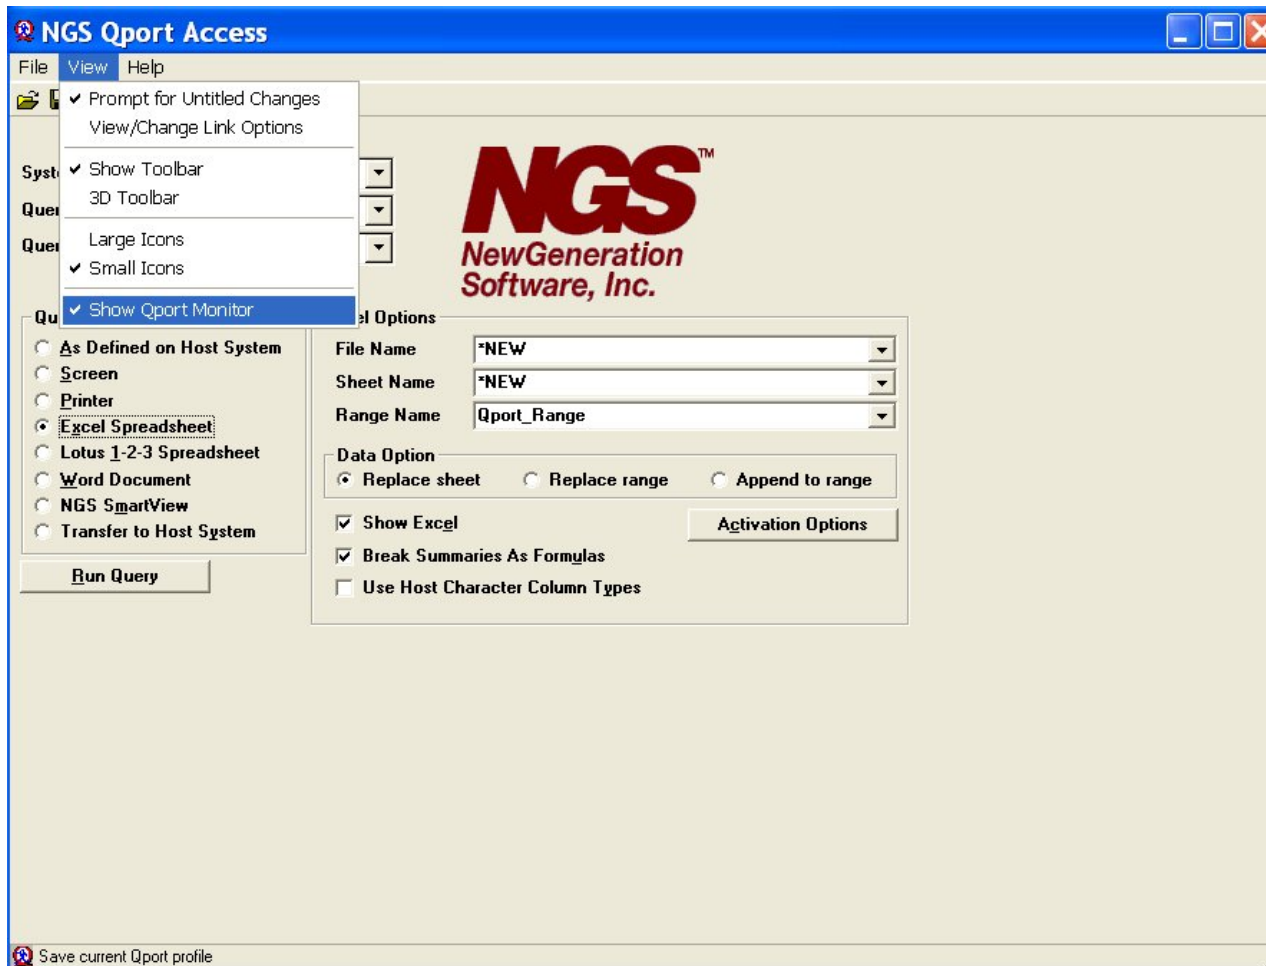 NGS Qport Access
File View Help
Prompt for Untitled Changes
View/Change Link Options
Show Toolbar
3D Toolbar
Large Icons
Small Icons
Show Qport Monitor
NGS™
NewGeneration
Software, Inc.
As Defined on Host System
Screen
Printer
Excel Spreadsheet
Lotus 1-2-3 Spreadsheet
Word Document
NGS SmartView
Transfer to Host System
Run Query
Options
File Name *NEW
Sheet Name *NEW
Range Name Qport_Range
Data Option
Replace sheet Replace range Append to range
Show Excel Activation Options
Break Summaries As Formulas
Use Host Character Column Types
Save current Qport profile